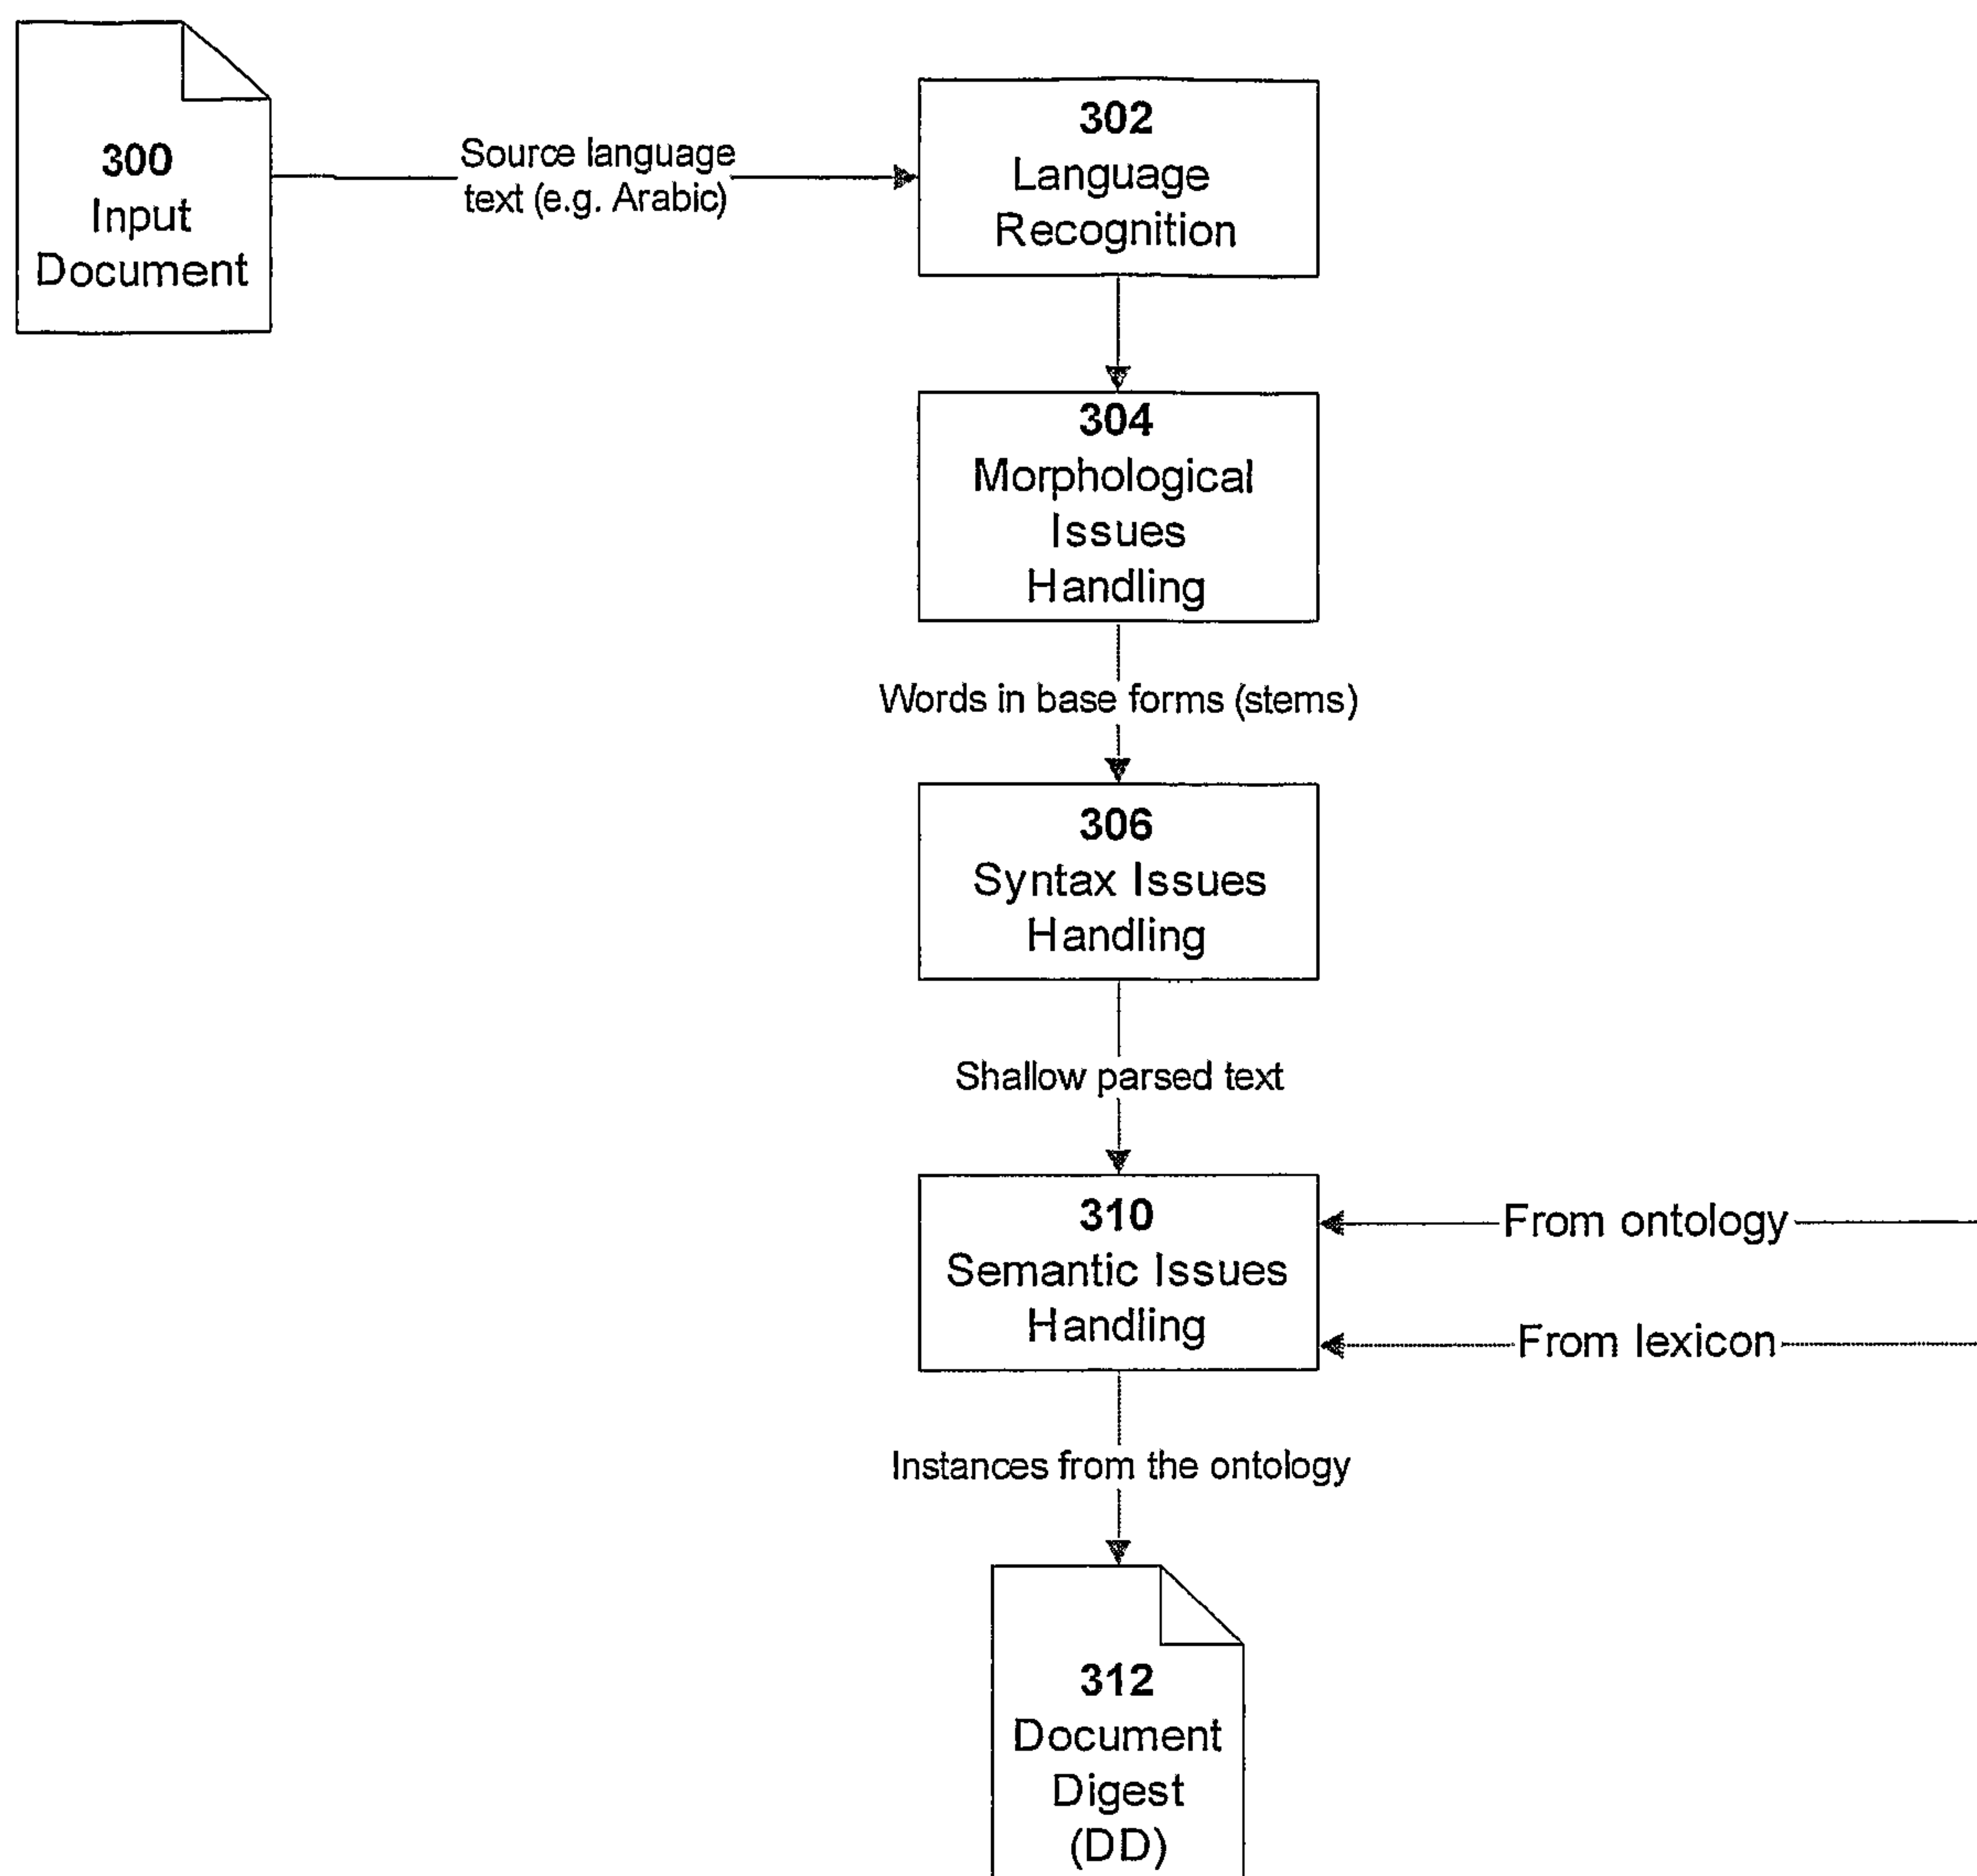 300
Input
Document
Source language
text (e.g. Arabic)
302
Language
Recognition
304
Morphological
Issues
Handling
Words in base forms (stems)
306
Syntax Issues
Handling
Shallow parsed text
310
Semantic Issues
Handling
From ontology
From lexicon
Instances from the ontology
312
Document
Digest
(DD)